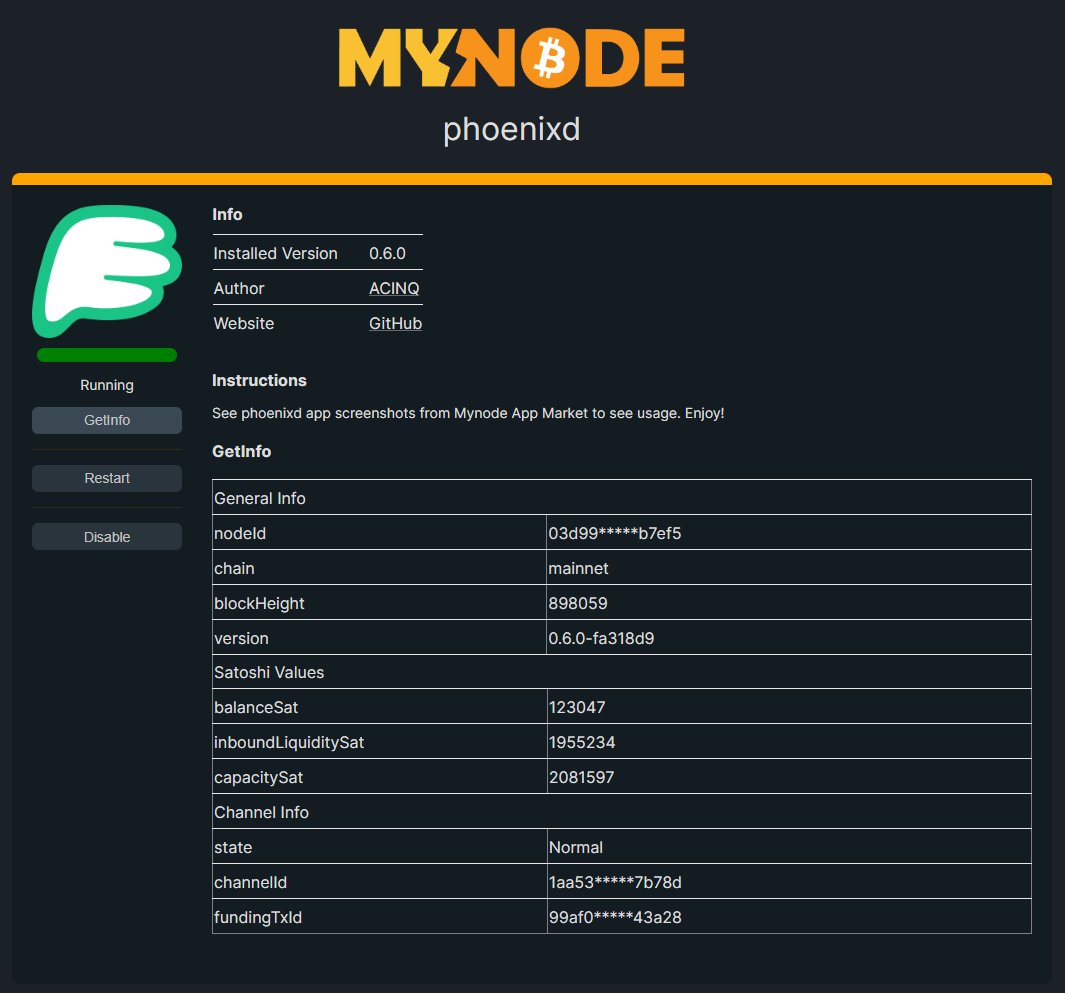 MYNODE
phoenixd
Info
Installed Version 0.6.0
Author ACINQ
Website GitHub
Running
GetInfo
Restart
Disable
Instructions
See phoenixd app screenshots from Mynode App Market to see usage. Enjoy!
GetInfo
General Info
nodeId 03d99*****b7ef5
chain mainnet
blockHeight 898059
version 0.6.0-fa318d9
Satoshi Values
balanceSat 123047
inboundLiquiditySat 1955234
capacitySat 2081597
Channel Info
state Normal
channelId 1aa53*****7b78d
fundingTxId 99af0*****43a28